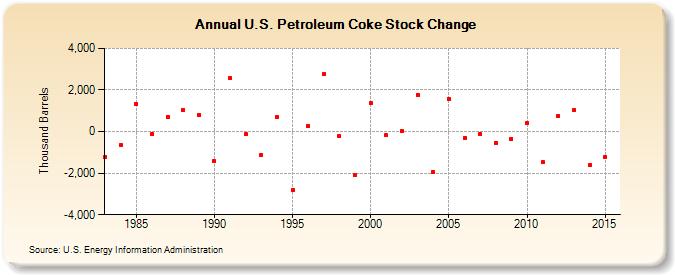 Annual U.S. Petroleum Coke Stock Change
Thousand Barrels
4,000
2,000
0
-2,000
-4,000
1985 1990 1995 2000 2005 2010 2015
Source: U.S. Energy Information Administration